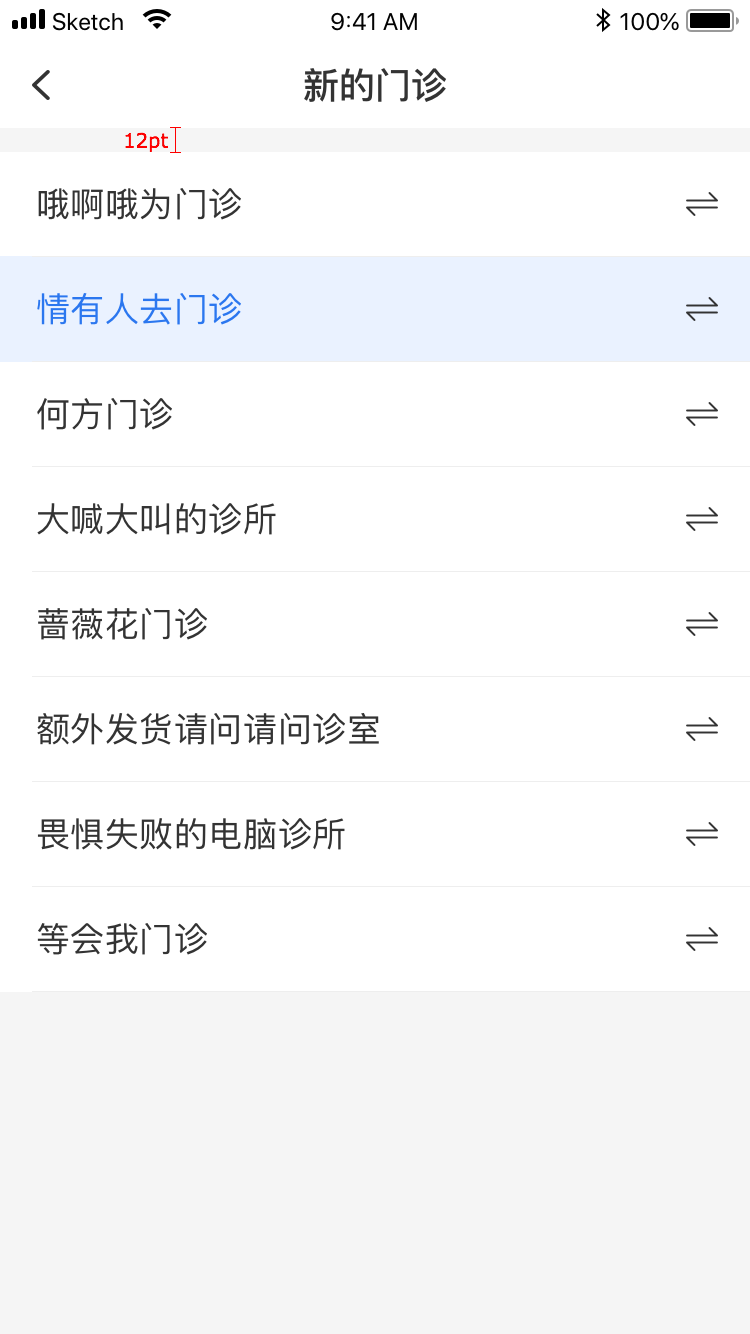 Sketch 9:41 AM 100%
新的门诊
12pt
哦啊哦为门诊
情有人去门诊
何方门诊
大喊大叫的诊所
蔷薇花门诊
额外发货请问请问诊室
畏惧失败的电脑诊所
等会我门诊